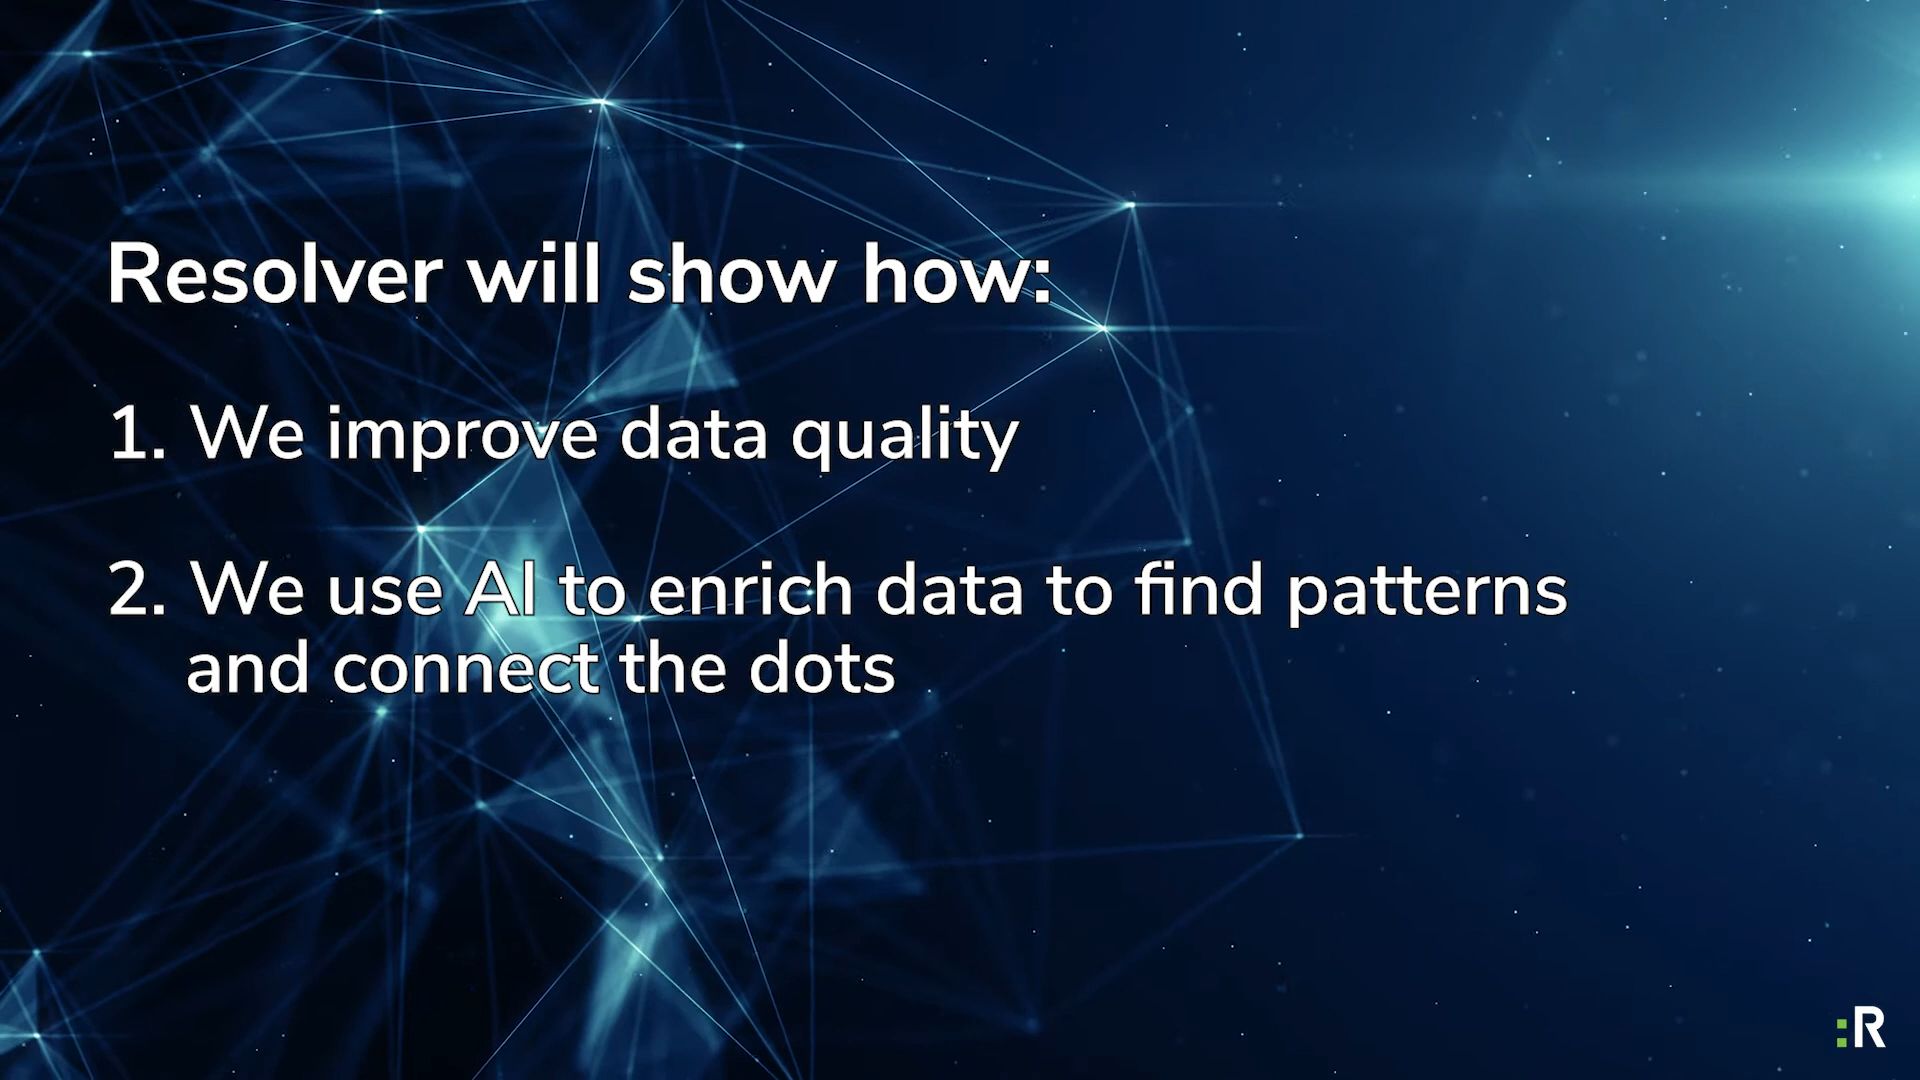 Resolver will show how:
1. We improve data quality
2. We use AI to enrich data to find patterns
and connect the dots
:R